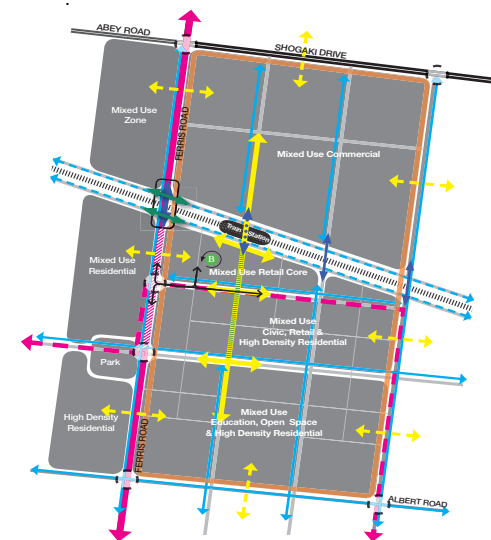 ABEY ROAD
SHOGAKI DRIVE
FERRIS ROAD
Mixed Use
Zone
Mixed Use Commercial
Train Station
Mixed Use
Residential
B
Mixed Use Retail Core
Mixed Use
Civic, Retail &
High Density Residential
Park
High Density
Residential
Mixed Use
Education, Open Space
& High Density Residential
FERRIS ROAD
ALBERT ROAD